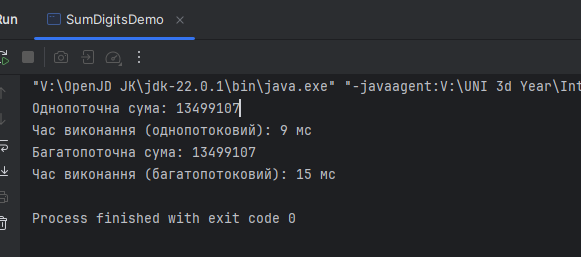 Run
SumDigitsDemo
"V:\OpenJD JK\jdk-22.0.1\bin\java.exe" "-javaagent:V:\UNI 3d Year\Int
Однопоточна сума: 13499107
Час виконання (однопотоковий): 9 мс
Багатопоточна сума: 13499107
Час виконання (багатопотоковий): 15 мс
Process finished with exit code 0